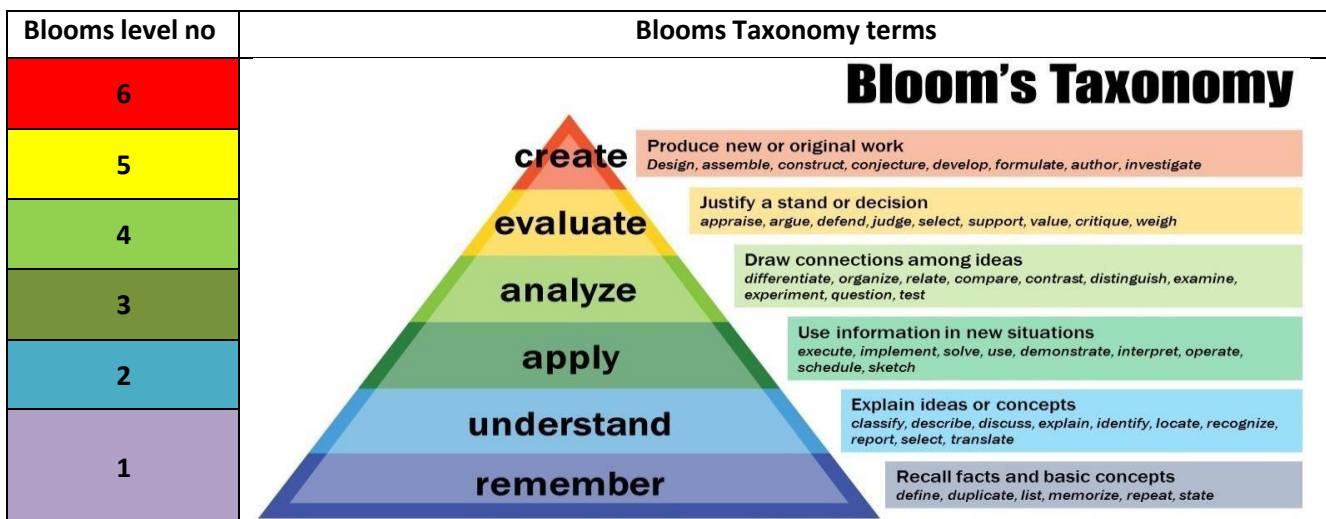 Blooms level no
Blooms Taxonomy terms
6
5
4
3
2
1
Bloom's Taxonomy
create
Produce new or original work
Design, assemble, construct, conjecture, develop, formulate, author, investigate
evaluate
Justify a stand or decision
appraise, argue, defend, judge, select, support, value, critique, weigh
analyze
Draw connections among ideas
differentiate, organize, relate, compare, contrast, distinguish, examine,
experiment, question, test
apply
Use information in new situations
execute, implement, solve, use, demonstrate, interpret, operate,
schedule, sketch
understand
Explain ideas or concepts
classify, describe, discuss, explain, identify, locate, recognize,
report, select, translate
remember
Recall facts and basic concepts
define, duplicate, list, memorize, repeat, state